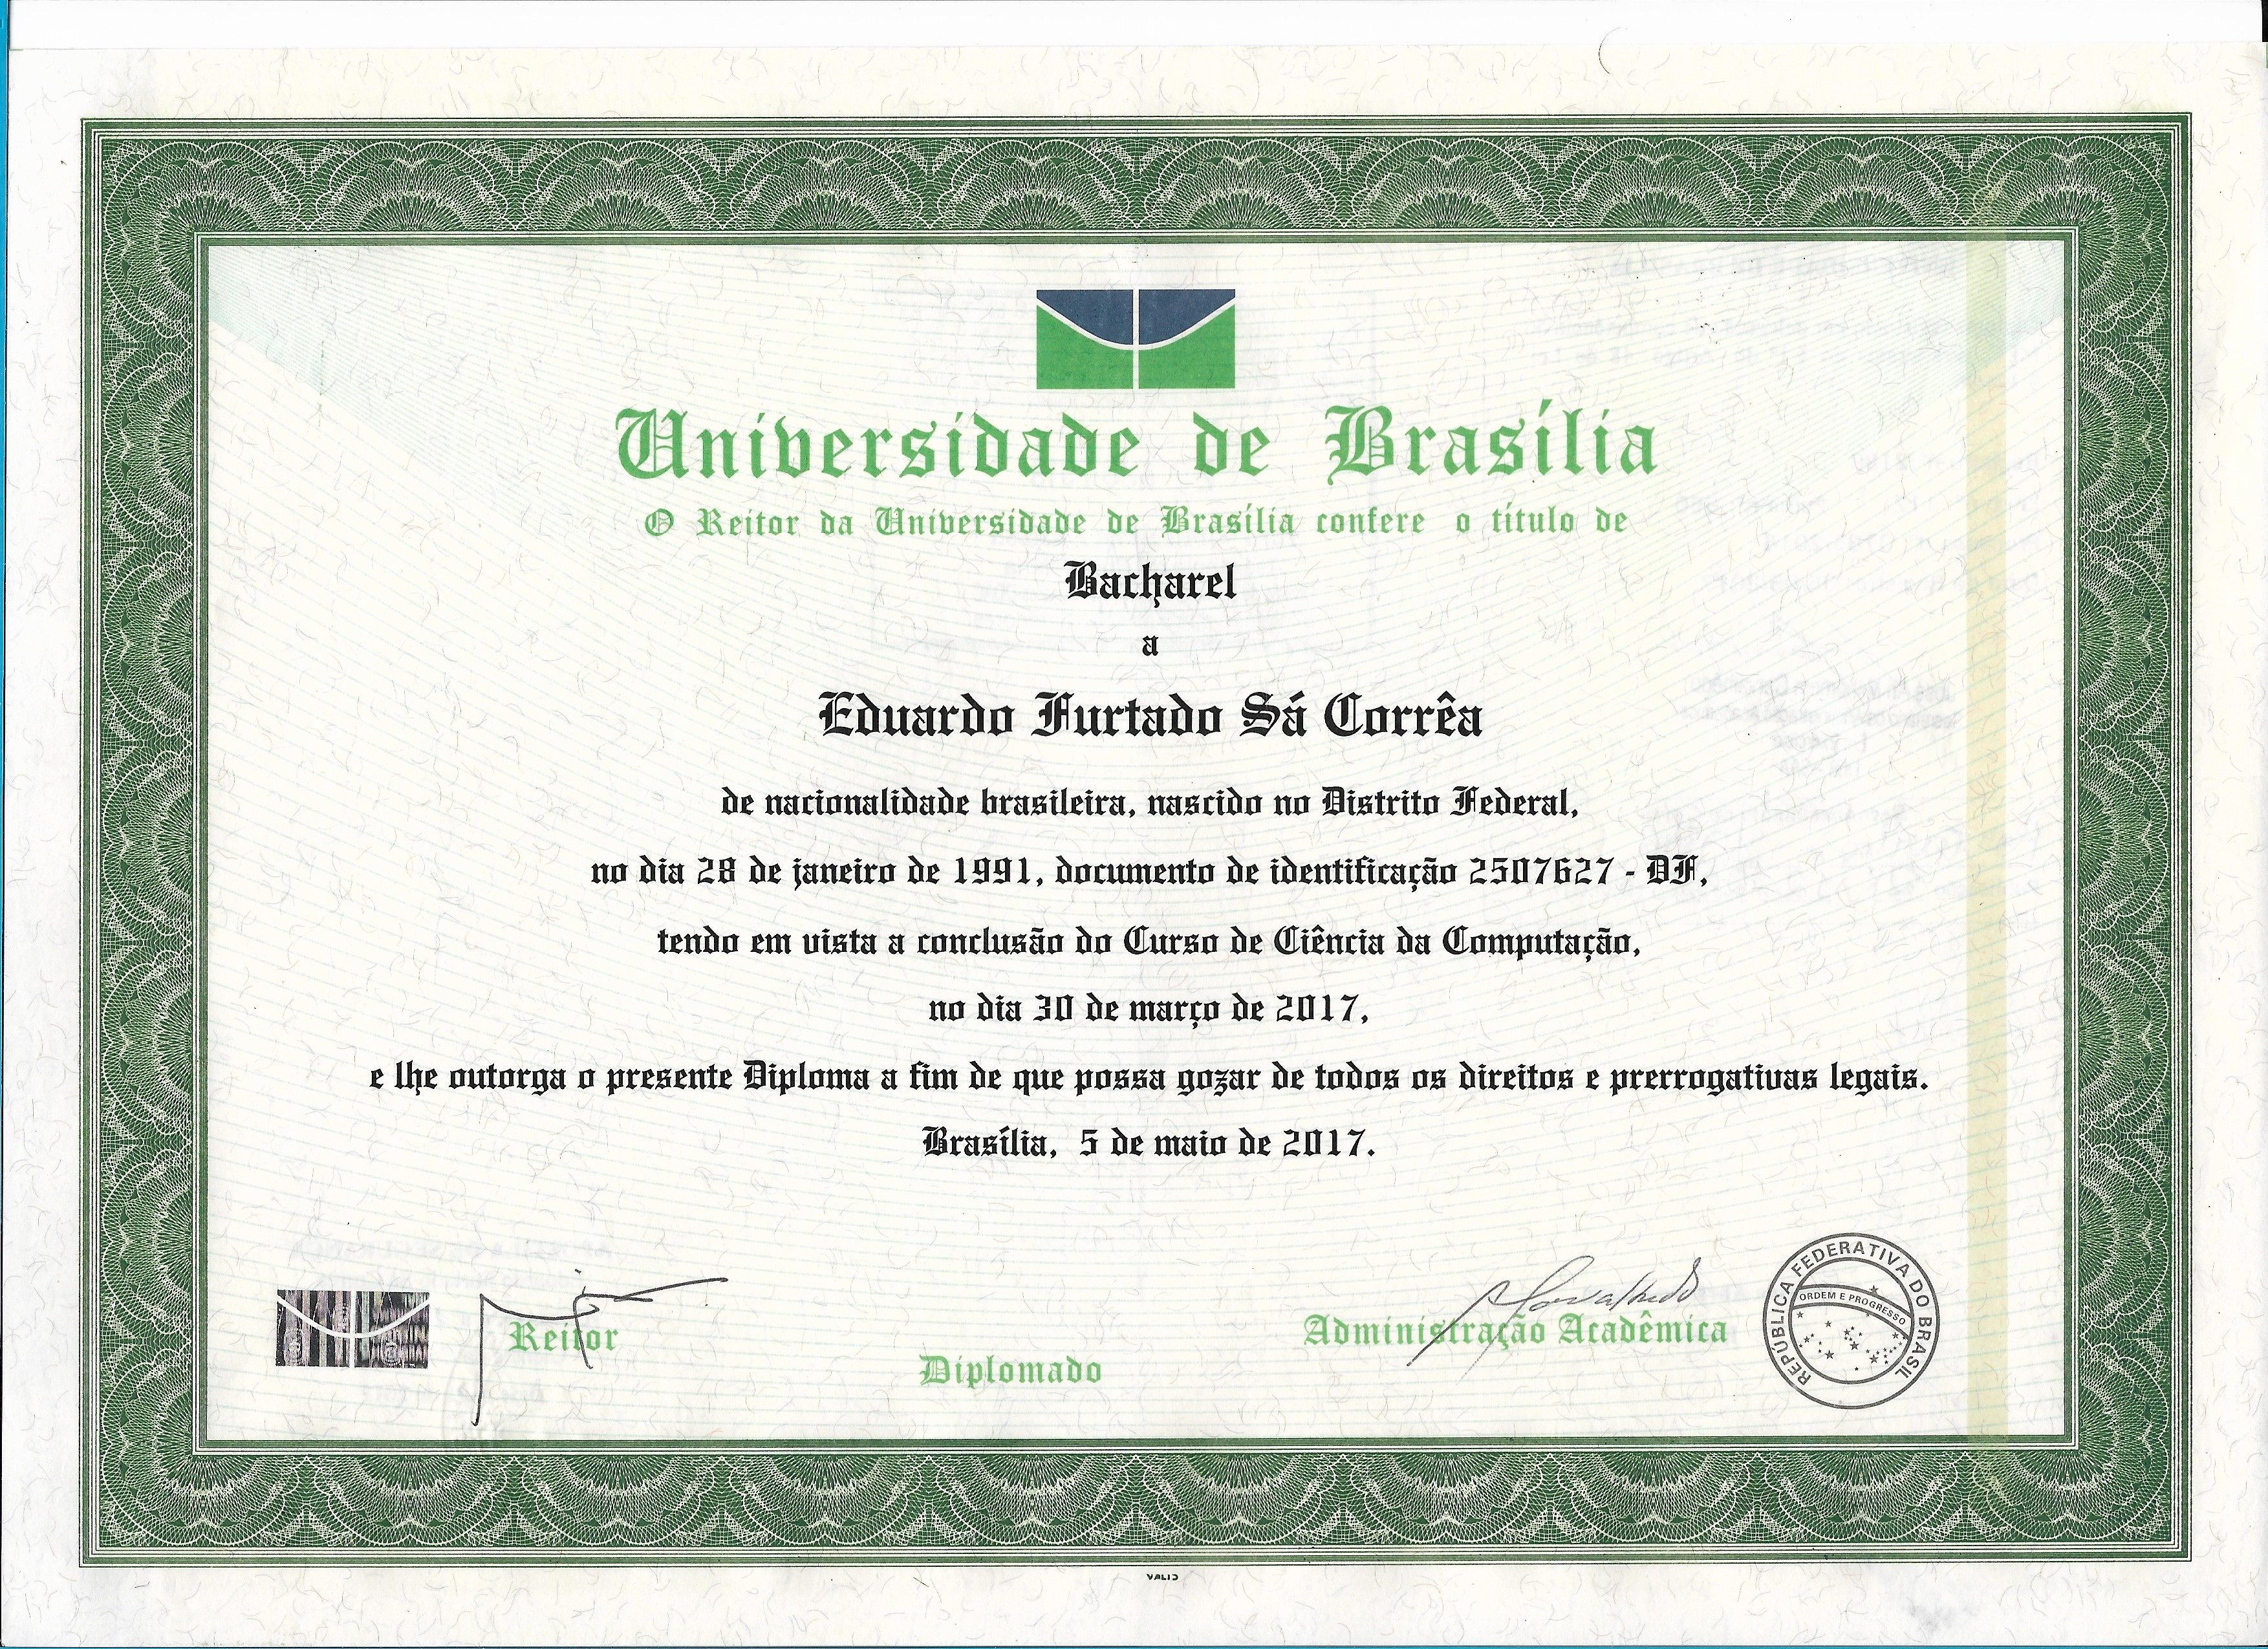 Universidade de Brasília
O Reitor da Universidade de Brasília confere o título de
Bacharel
a
Eduardo Furtado Sá Corrêa
de nacionalidade brasileira, nascido no Distrito Federal,
no dia 28 de janeiro de 1991, documento de identificação 2507627 - DF,
tendo em vista a conclusão do Curso de Ciência da Computação,
no dia 30 de março de 2017,
e lhe outorga o presente Diploma a fim de que possa gozar de todos os direitos e prerrogativas legais.
Brasília, 5 de maio de 2017.
Reitor
Administração Acadêmica
Diplomado
REPÚBLICA FEDERATIVA DO BRASIL
ORDEM E PROGRESSO
VALID